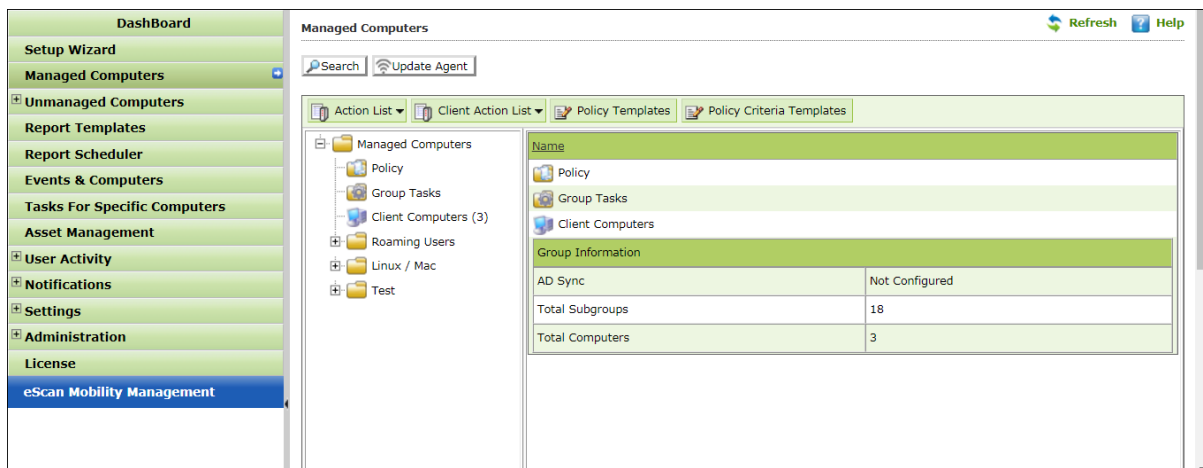 DashBoard
Setup Wizard
Managed Computers
Unmanaged Computers
Report Templates
Report Scheduler
Events & Computers
Tasks For Specific Computers
Asset Management
User Activity
Notifications
Settings
Administration
License
eScan Mobility Management
Managed Computers
Refresh Help
Search Update Agent
Action List Client Action List Policy Templates Policy Criteria Templates
Managed Computers
Policy
Group Tasks
Client Computers (3)
Roaming Users
Linux / Mac
Test
Name
Policy
Group Tasks
Client Computers
Group Information
AD Sync Not Configured
Total Subgroups 18
Total Computers 3